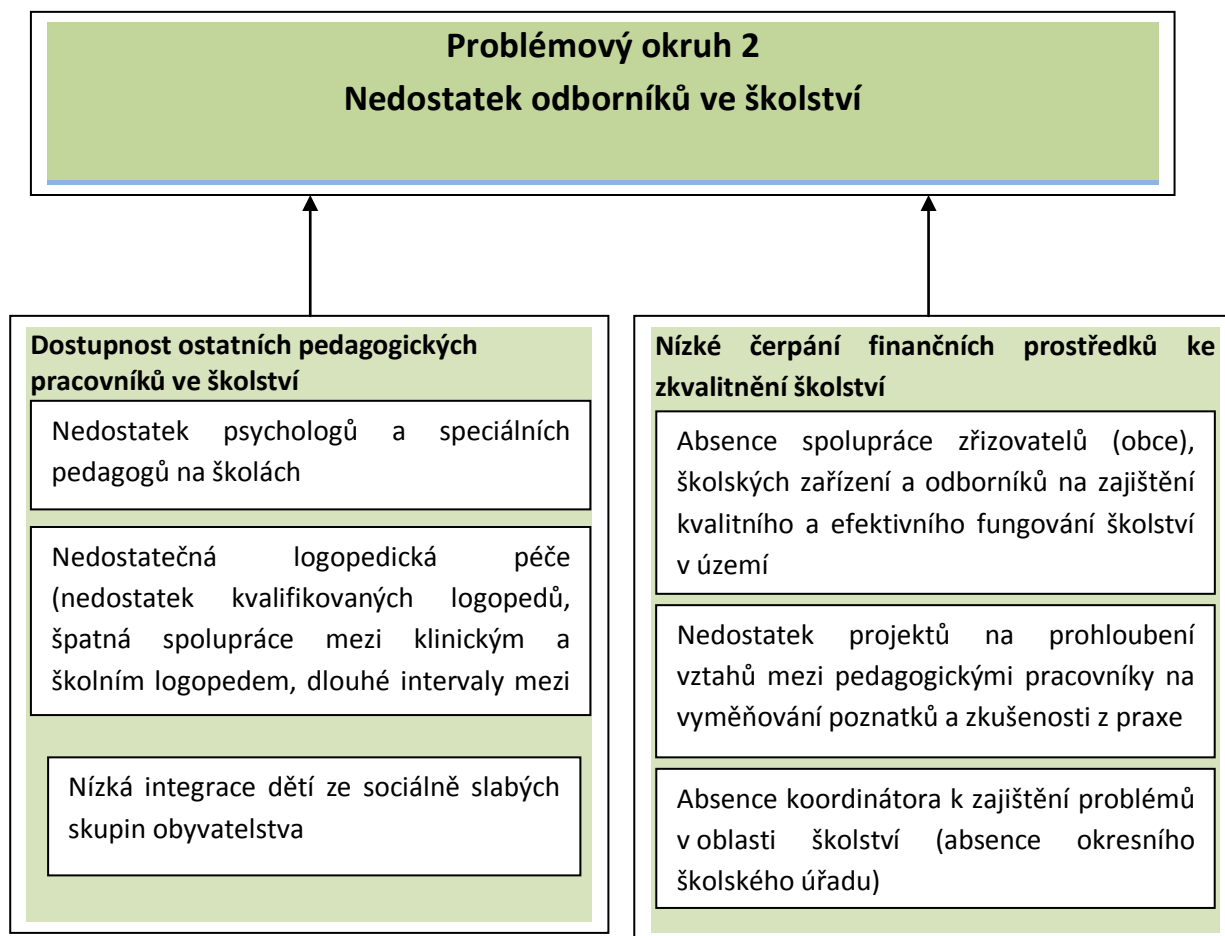 Problémový okruh 2
Nedostatek odborníků ve školství
Dostupnost ostatních pedagogických
pracovníků ve školství
Nedostatek psychologů a speciálních
pedagogů na školách
Nedostatečná logopedická péče
(nedostatek kvalifikovaných logopedů,
špatná spolupráce mezi klinickým a
školním logopedem, dlouhé intervaly mezi
Nízká integrace dětí ze sociálně slabých
skupin obyvatelstva
Nízké čerpání finančních prostředků ke
zkvalitnění školství
Absence spolupráce zřizovatelů (obce),
školských zařízení a odborníků na zajištění
kvalitního a efektivního fungování školství
v území
Nedostatek projektů na prohloubení
vztahů mezi pedagogickými pracovníky na
vyměňování poznatků a zkušenosti z praxe
Absence koordinátora k zajištění problémů
v oblasti školství (absence okresního
školského úřadu)